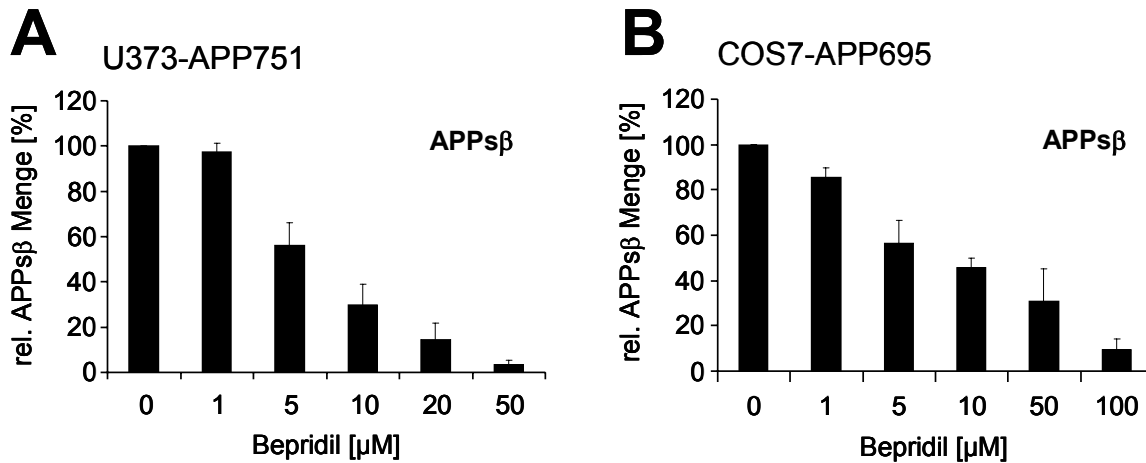 A
U373-APP751
rel. APPsβ Menge [%]
120
100
80
60
40
20
0
APPsβ
0 1 5 10 20 50
Bepridil [µM]
B
COS7-APP695
rel. APPsβ Menge [%]
120
100
80
60
40
20
0
APPsβ
0 1 5 10 50 100
Bepridil [µM]